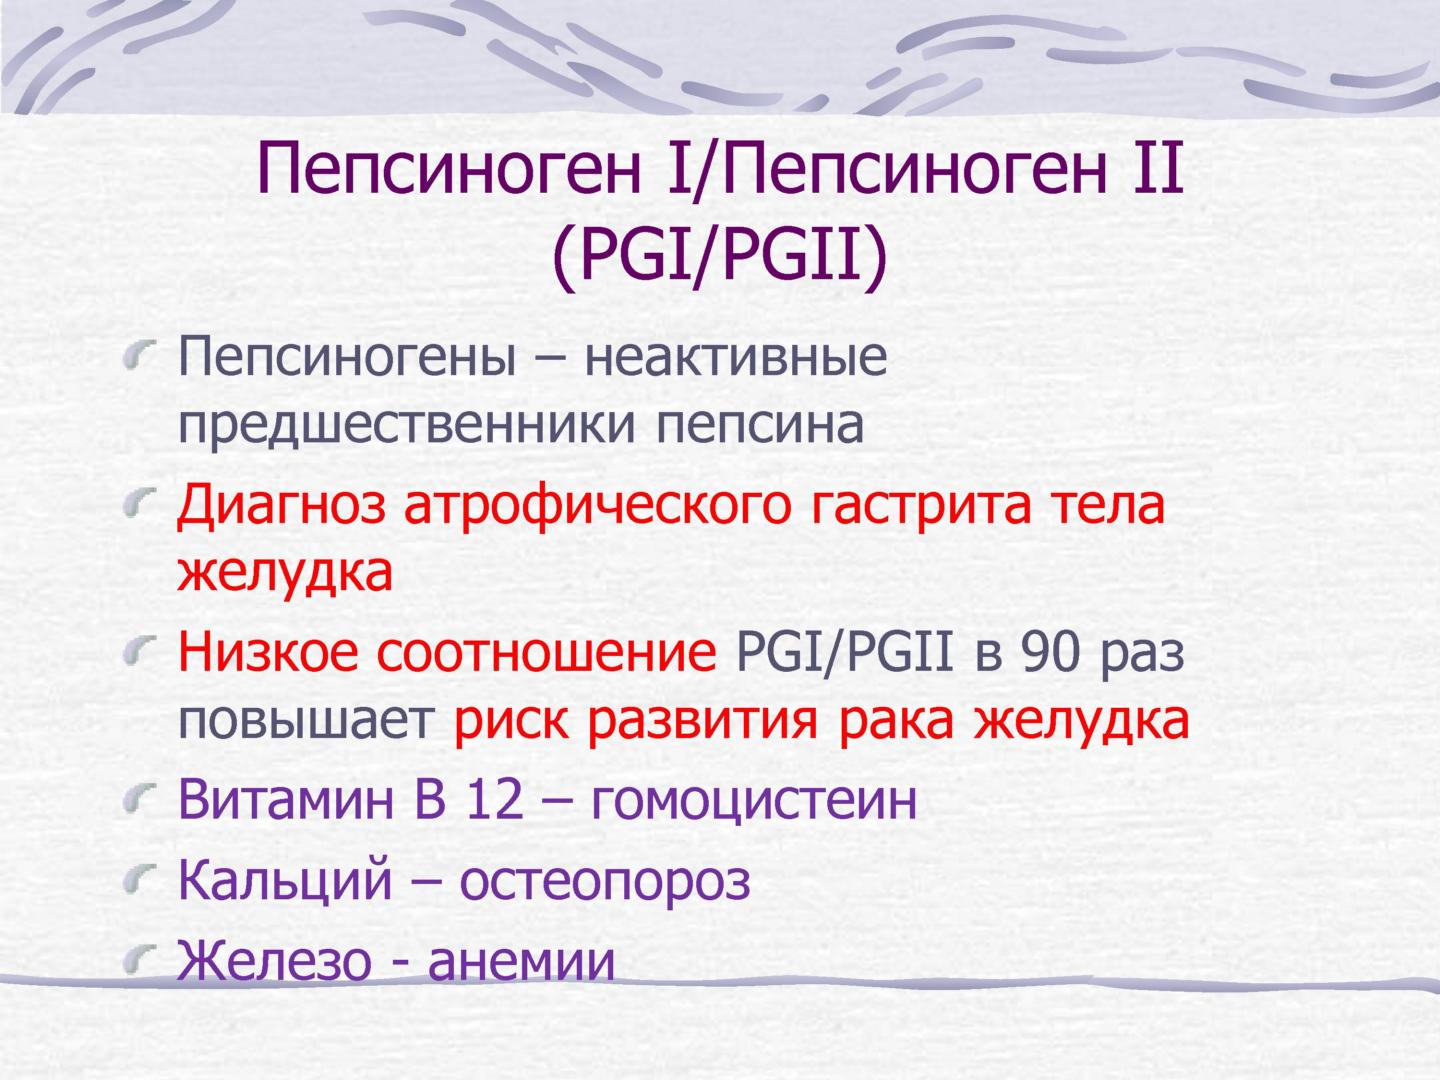 Пепсиноген I/Пепсиноген II
(PGI/PGII)
Пепсиногены – неактивные
предшественники пепсина
Диагноз атрофического гастрита тела
желудка
Низкое соотношение PGI/PGII в 90 раз
повышает риск развития рака желудка
Витамин В 12 – гомоцистеин
Кальций – остеопороз
Железо - анемии